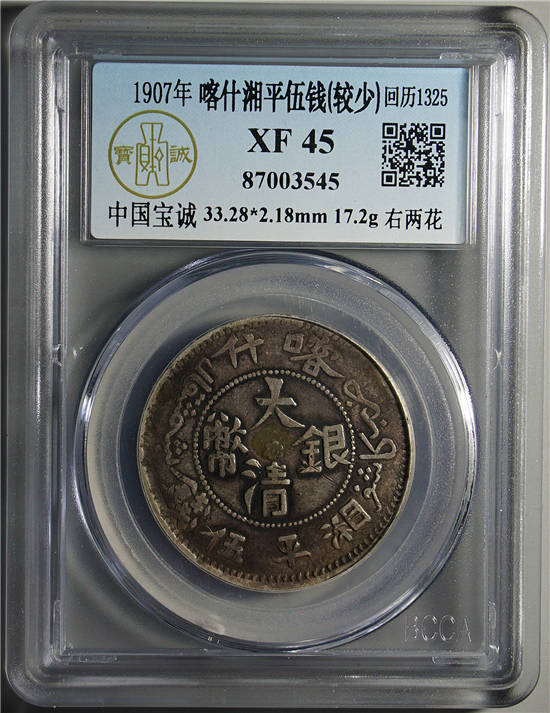 1907年 喀什湘平伍钱(较少) 回历1325
XF 45
87003545
寶 誠
中国宝诚 33.28*2.18mm 17.2g 右两花
喀什
大清銀幣
湘平伍錢
BCCA